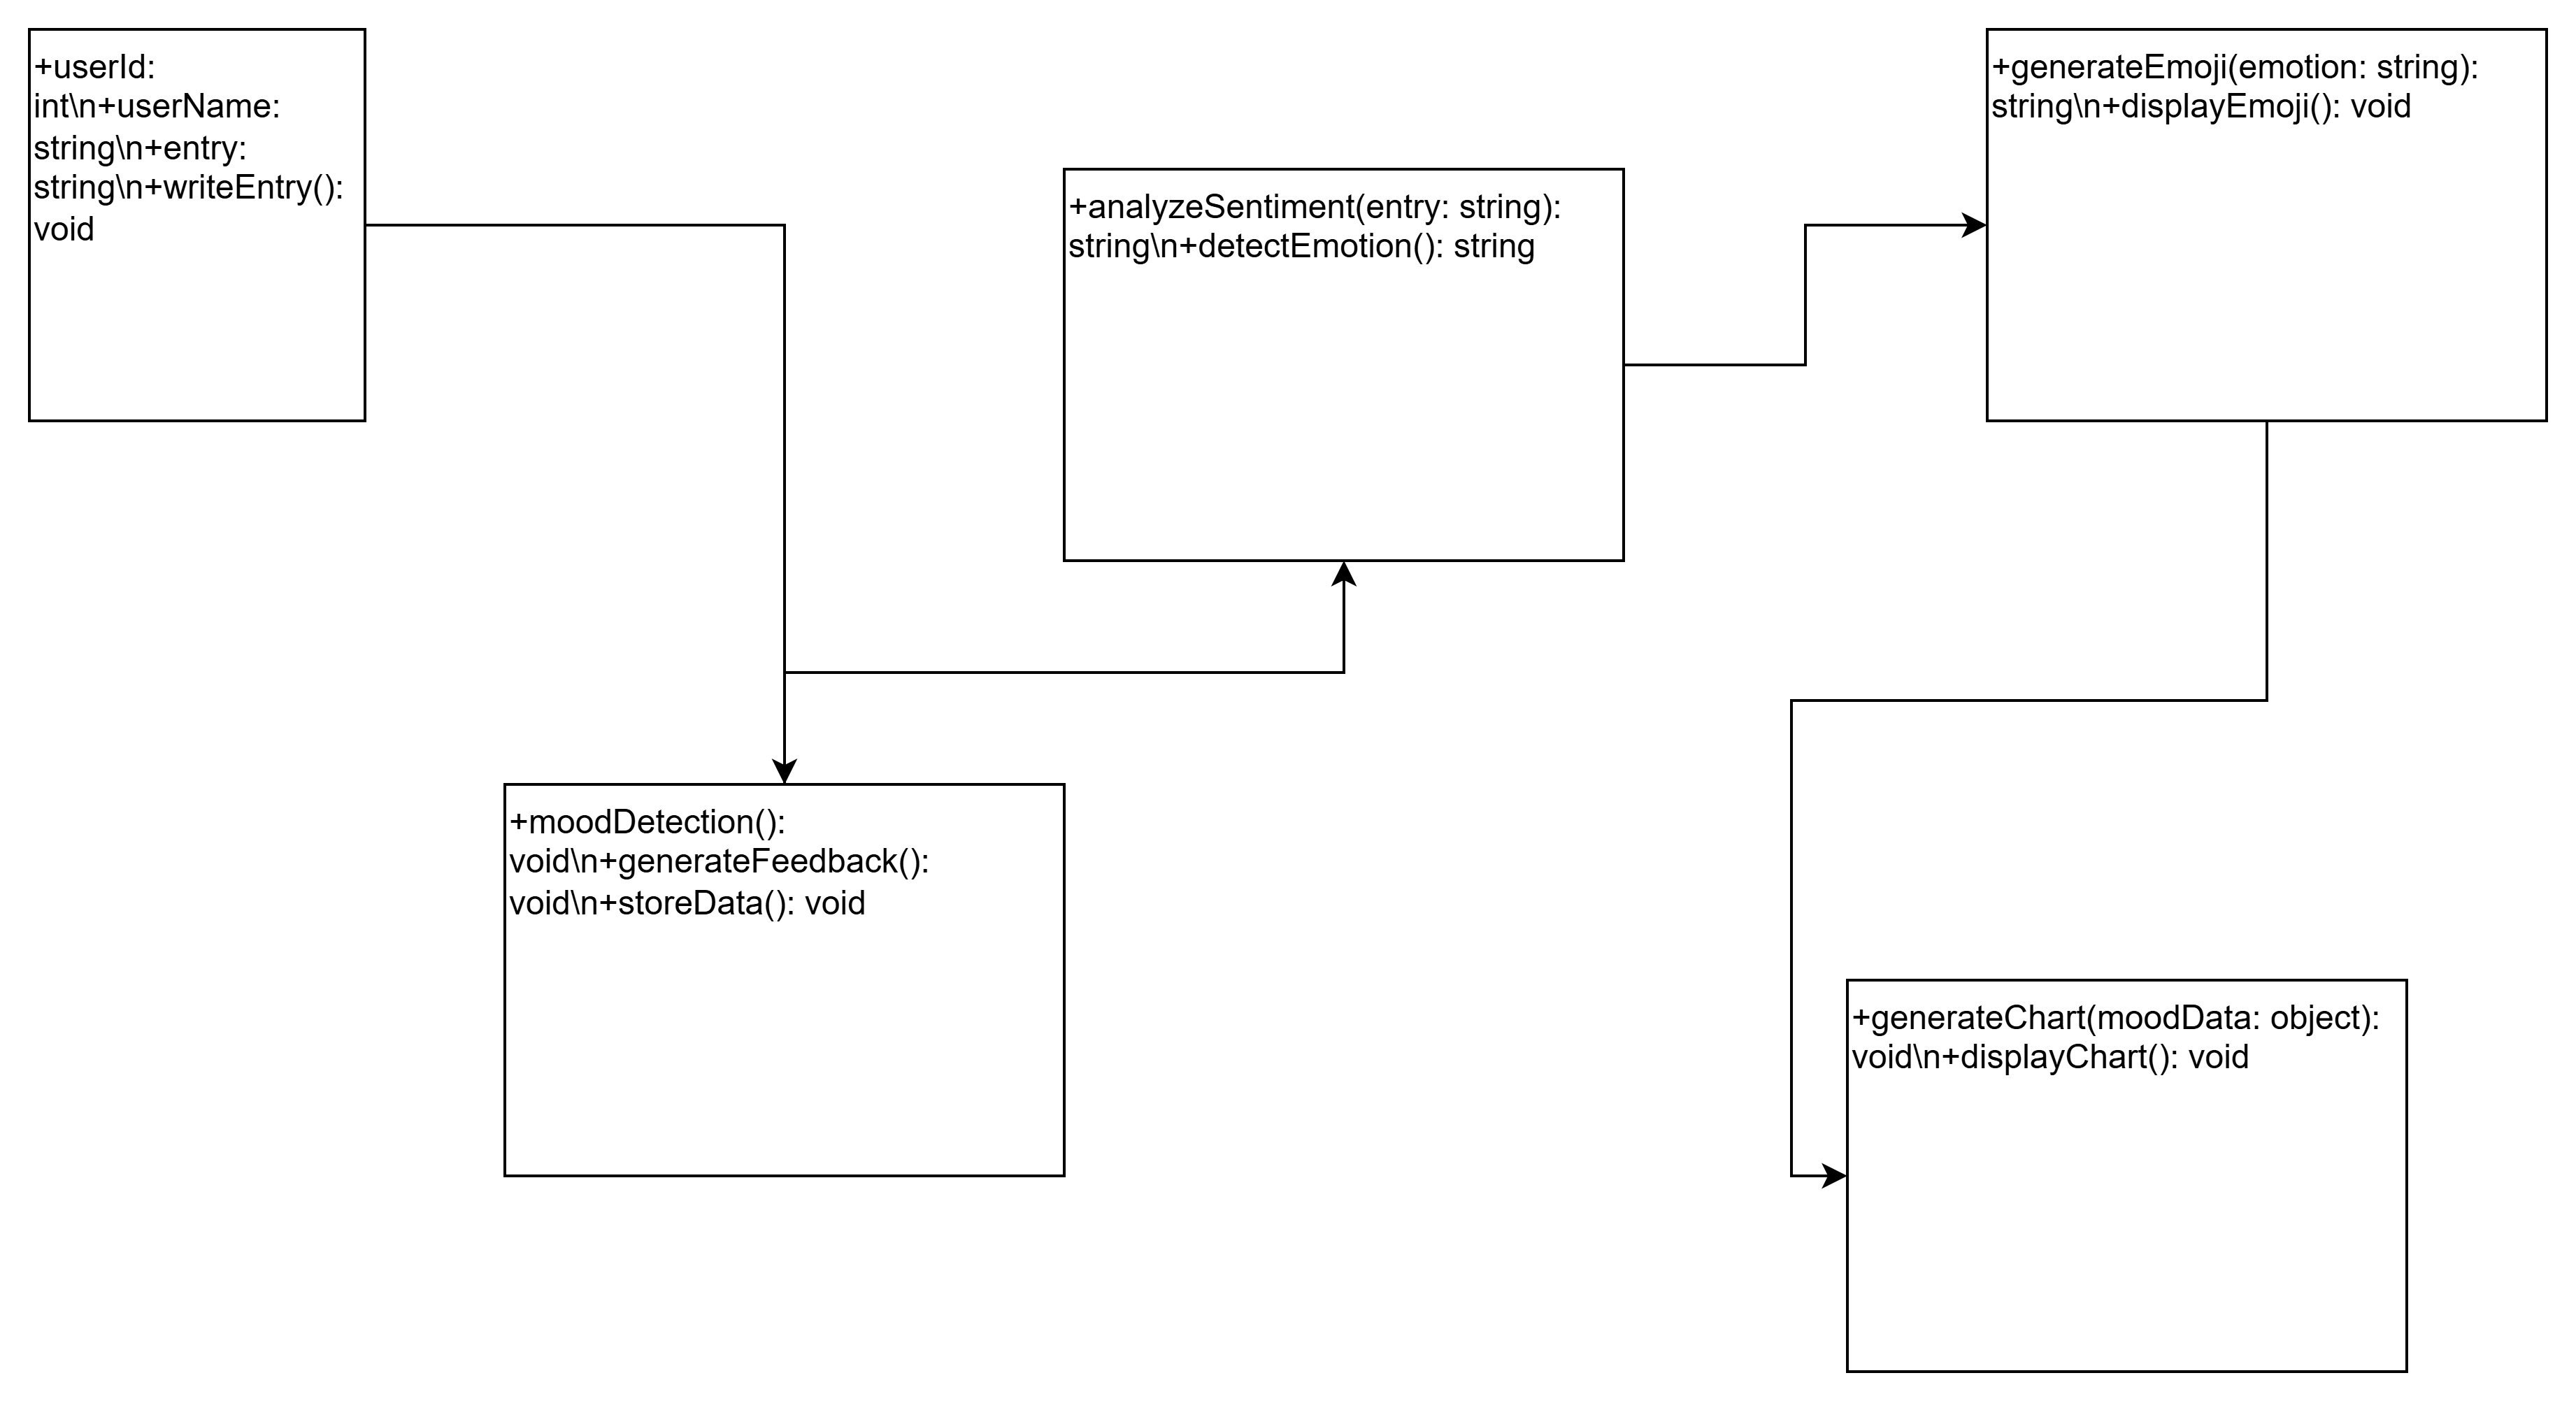 +userId:
int\n+userName:
string\n+entry:
string\n+writeEntry():
void
+analyzeSentiment(entry: string):
string\n+detectEmotion(): string
+generateEmoji(emotion: string):
string\n+displayEmoji(): void
+moodDetection():
void\n+generateFeedback():
void\n+storeData(): void
+generateChart(moodData: object):
void\n+displayChart(): void